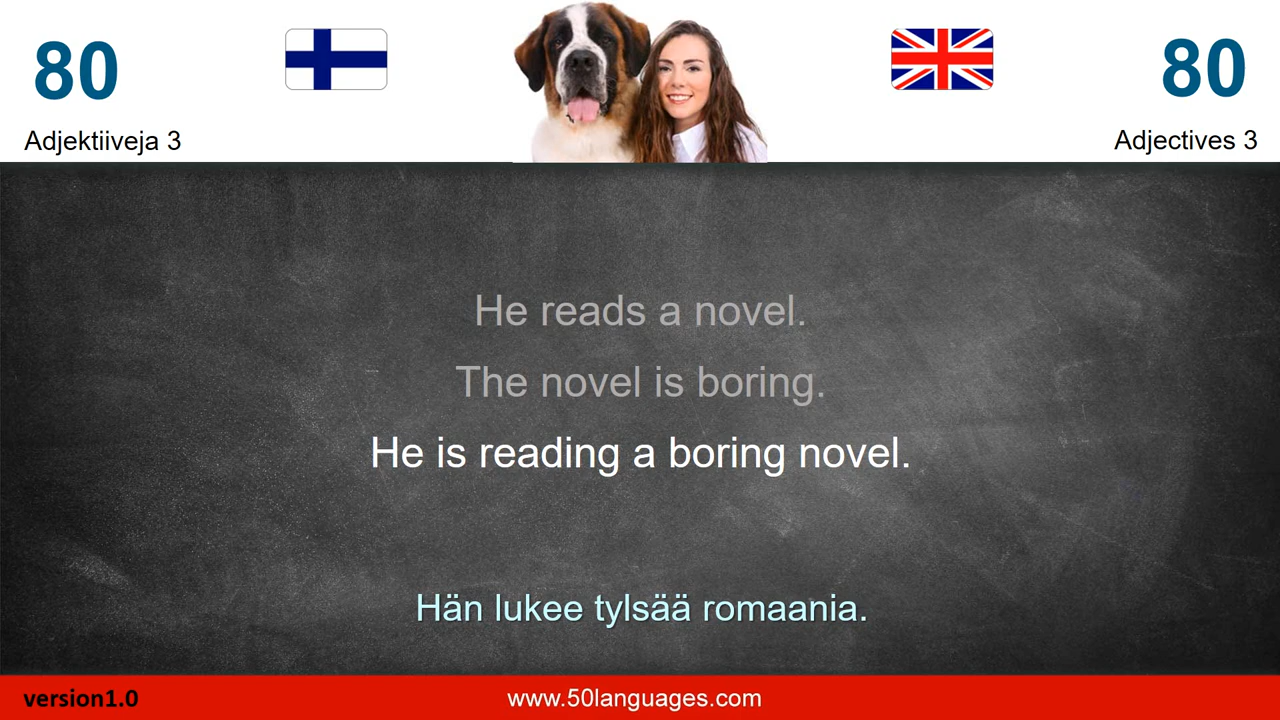 80
80
Adjektiiveja 3
Adjectives 3
He reads a novel.
The novel is boring.
He is reading a boring novel.
Hän lukee tylsää romaania.
version1.0
www.50languages.com